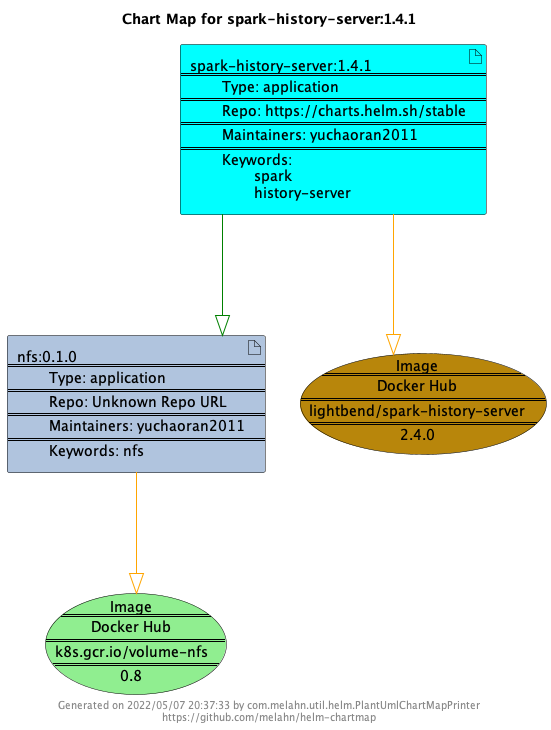 Chart Map for spark-history-server:1.4.1
spark-history-server:1.4.1
Type: application
Repo: https://charts.helm.sh/stable
Maintainers: yuchaoran2011
Keywords:
spark
history-server
nfs:0.1.0
Type: application
Repo: Unknown Repo URL
Maintainers: yuchaoran2011
Keywords: nfs
Image
Docker Hub
lightbend/spark-history-server
2.4.0
Image
Docker Hub
k8s.gcr.io/volume-nfs
0.8
Generated on 2022/05/07 20:37:33 by com.melahn.util.helm.PlantUmlChartMapPrinter
https://github.com/melahn/helm-chartmap